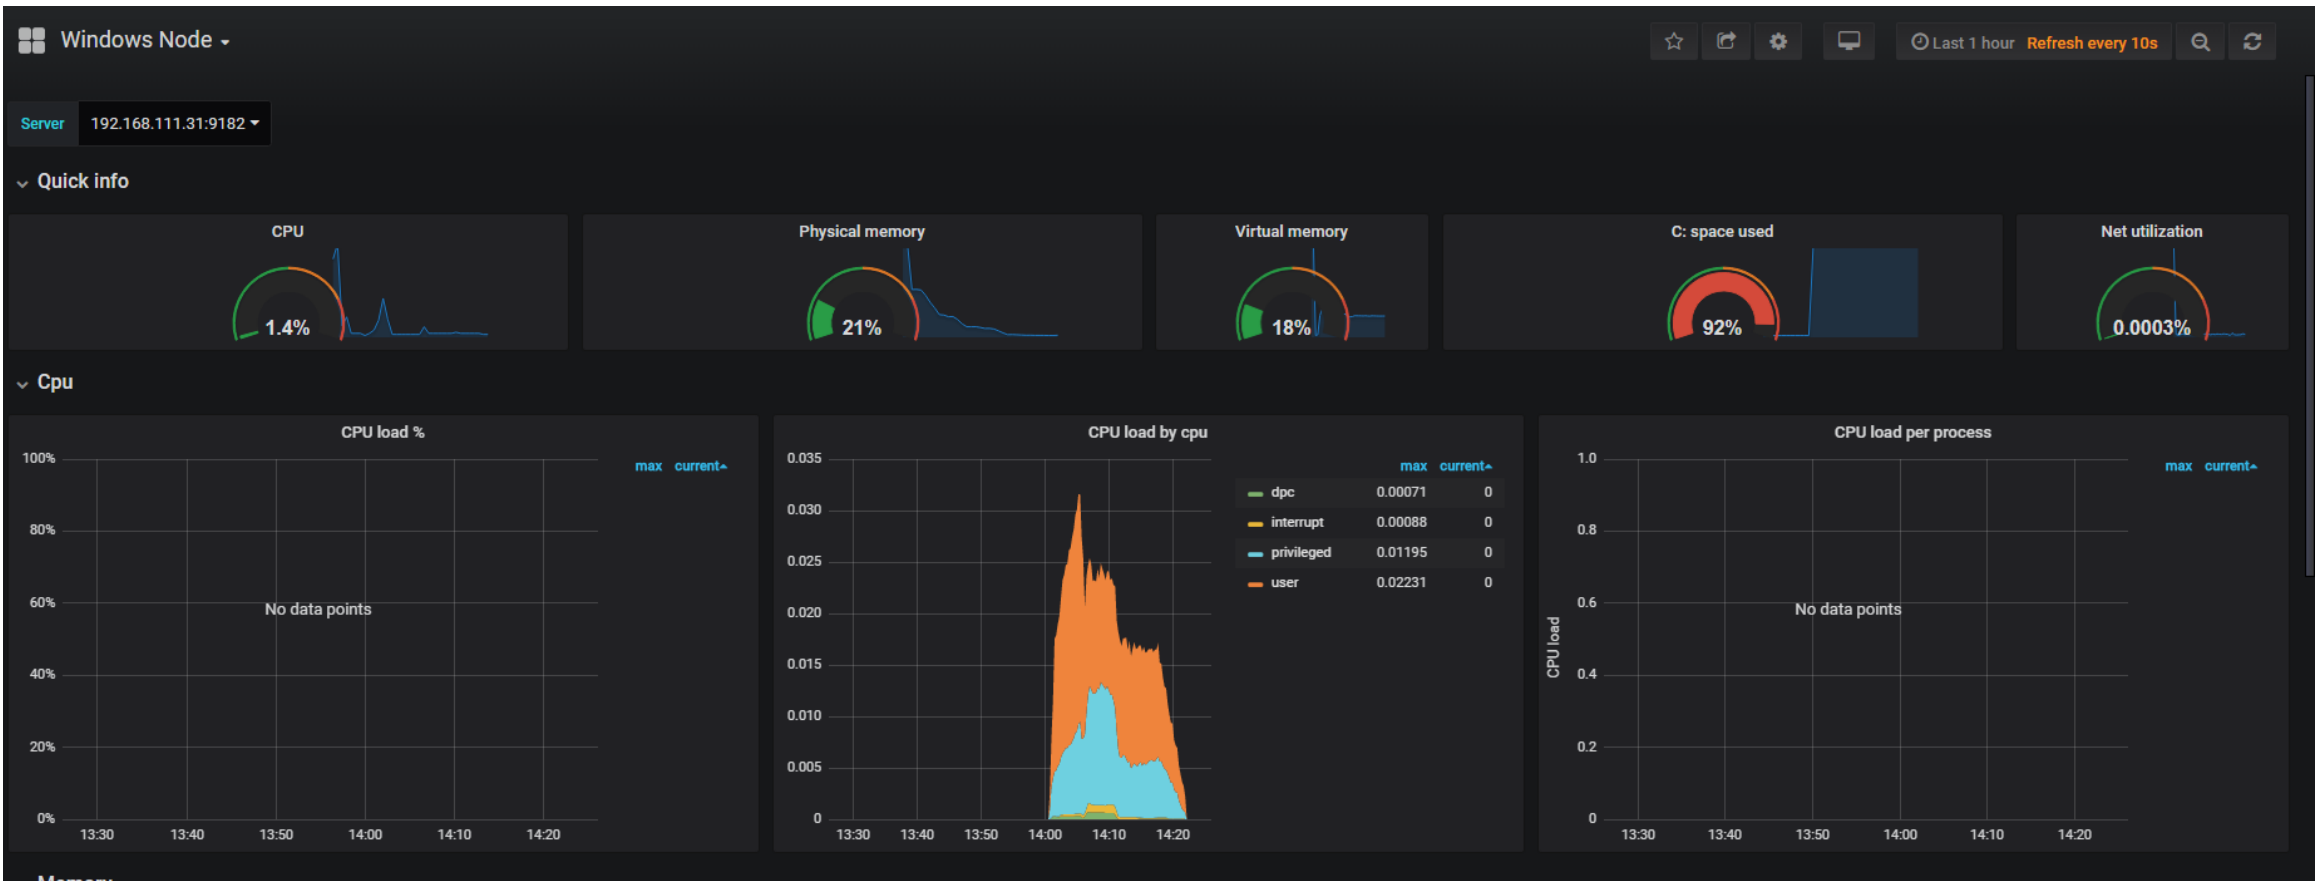 Windows Node
Last 1 hour Refresh every 10s
Server 192.168.111.31:9182
Quick info
CPU
1.4%
Physical memory
21%
Virtual memory
18%
C: space used
92%
Net utilization
0.0003%
Cpu
CPU load %
100%
80%
60%
40%
20%
0%
13:30 13:40 13:50 14:00 14:10 14:20
No data points
max current
CPU load by cpu
0.035
0.030
0.025
0.020
0.015
0.010
0.005
0
13:30 13:40 13:50 14:00 14:10 14:20
max current
dpc 0.00071 0
interrupt 0.00088 0
privileged 0.01195 0
user 0.02231 0
CPU load per process
CPU load
1.0
0.8
0.6
0.4
0.2
0
13:30 13:40 13:50 14:00 14:10 14:20
No data points
max current
Memory